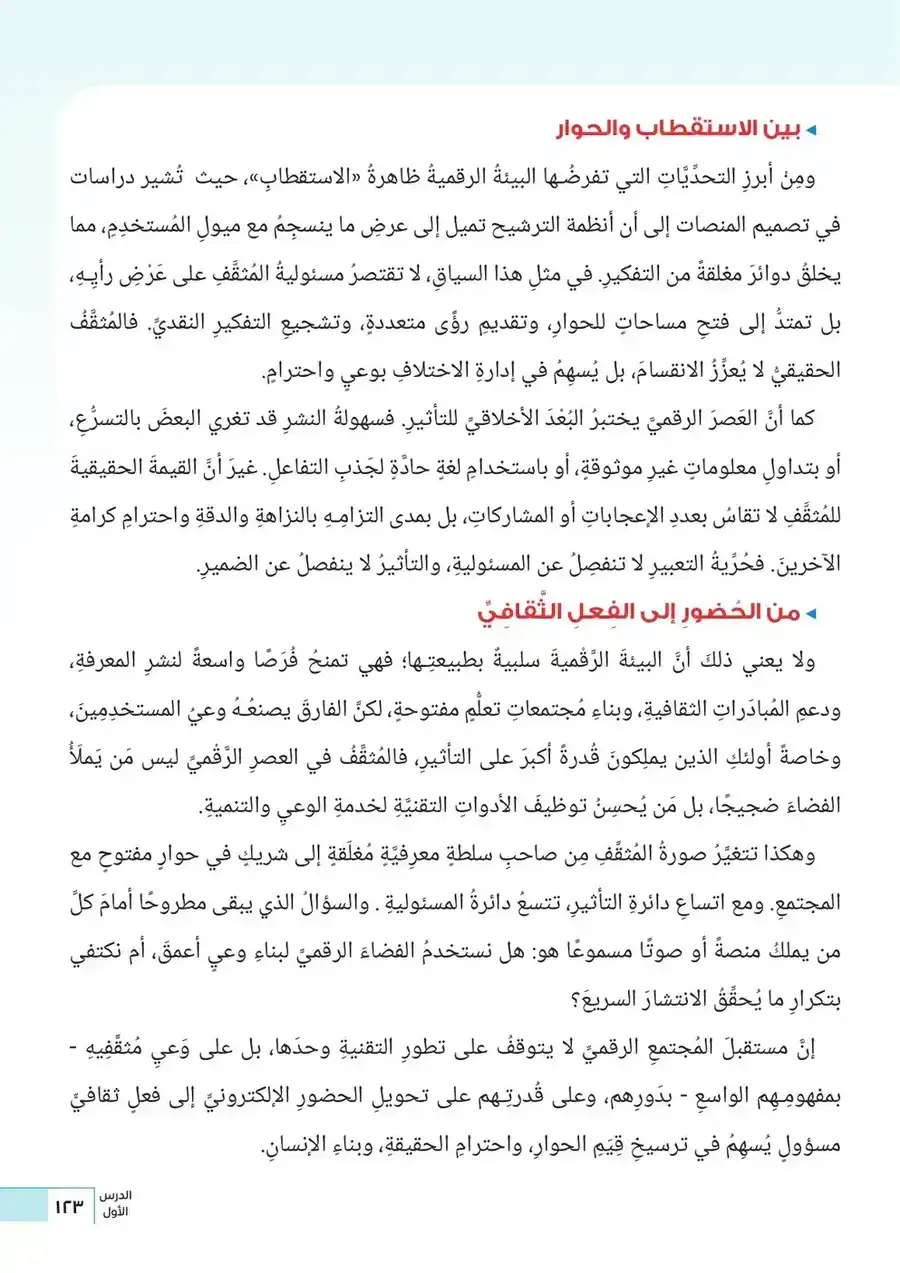 بين الاستقطاب والحوار
ومِنْ أبرزِ التحدِّيَّاتِ التي تفرضُـها البيئةُ الرقميةُ ظاهرةُ «الاستقطابِ»، حيث تُشير دراسات
في تصميم المنصات إلى أن أنظمة الترشيح تميل إلى عرضِ ما ينسجِمُ مع ميولِ المُستخدِمِ، مما
يخلقُ دوائرَ مغلقةً من التفكيرِ. في مثلِ هذا السياقِ، لا تقتصرُ مسئوليةُ المُثقَّفِ على عَرْضِ رأيِـهِ،
بل تمتدُّ إلى فتحِ مساحاتٍ للحوارِ، وتقديمِ رؤًى متعددةٍ، وتشجيعِ التفكيرِ النقديِّ. فالمُثقَّفُ
الحقيقيُّ لا يُعزِّزُ الانقسامَ، بل يُسهِمُ في إدارةِ الاختلافِ بوعيٍ واحترامٍ.
كما أنَّ العَصرَ الرقميَّ يختبرُ البُعْدَ الأخلاقيَّ للتأثيرِ. فسهولةُ النشرِ قد تغري البعضَ بالتسرُّعِ،
أو بتداولِ معلوماتٍ غيرِ موثوقةٍ، أو باستخدامِ لغةٍ حادَّةٍ لجَذبِ التفاعلِ. غيرَ أنَّ القيمةَ الحقيقيةَ
للمُثقَّفِ لا تقاسُ بعددِ الإعجاباتِ أو المشاركاتِ، بل بمدى التزامِـهِ بالنزاهةِ والدقةِ واحترامِ كرامةِ
الآخرينَ. فحُرِّيةُ التعبيرِ لا تنفصِلُ عن المسئوليةِ، والتأثيرُ لا ينفصلُ عن الضميرِ.
من الحُضورِ إلى الفِعلِ الثَّقافِيِّ
ولا يعني ذلكَ أنَّ البيئةَ الرَّقْميةَ سلبيةٌ بطبيعتِـها؛ فهي تمنحُ فُرَصًا واسعةً لنشرِ المعرفةِ،
ودعمِ المُبادَراتِ الثقافيةِ، وبناءِ مُجتمعاتِ تعلُّمٍ مفتوحةٍ، لكنَّ الفارقَ يصنعُـهُ وعيُ المستخدِمِينَ،
وخاصةً أولئكِ الذين يملِكونَ قُدرةً أكبرَ على التأثيرِ، فالمُثقَّفُ في العصرِ الرَّقْميِّ ليس مَن يَملَأُ
الفضاءَ ضجيجًا، بل مَن يُحسِنُ توظيفَ الأدواتِ التقنيَّةِ لخدمةِ الوعيِ والتنميةِ.
وهكذا تتغيَّرُ صورةُ المُثقَّفِ مِن صاحبِ سلطةٍ معرِفيَّةٍ مُغلَقةٍ إلى شريكٍ في حوارٍ مفتوحٍ مع
المجتمعِ. ومع اتساعِ دائرةِ التأثيرِ، تتسعُ دائرةُ المسئوليةِ . والسؤالُ الذي يبقى مطروحًا أمامَ كلِّ
من يملكُ منصةً أو صوتًا مسموعًا هو: هل نستخدمُ الفضاءَ الرقميَّ لبناءِ وعيٍ أعمقَ، أم نكتفي
بتكرارِ ما يُحقِّقُ الانتشارَ السريعَ؟
إنَّ مستقبلَ المُجتمعِ الرقميِّ لا يتوقفُ على تطورِ التقنيةِ وحدَها، بل على وَعيِ مُثقَّفِيهِ -
بمفهومِـهِم الواسعِ - بدَورِهم، وعلى قُدرتِـهم على تحويلِ الحضورِ الإلكترونيِّ إلى فعلٍ ثقافيٍّ
مسؤولٍ يُسهِمُ في ترسيخِ قِيَمِ الحوارِ، واحترامِ الحقيقةِ، وبناءِ الإنسانِ.
الدرس
الأول
١٢٣